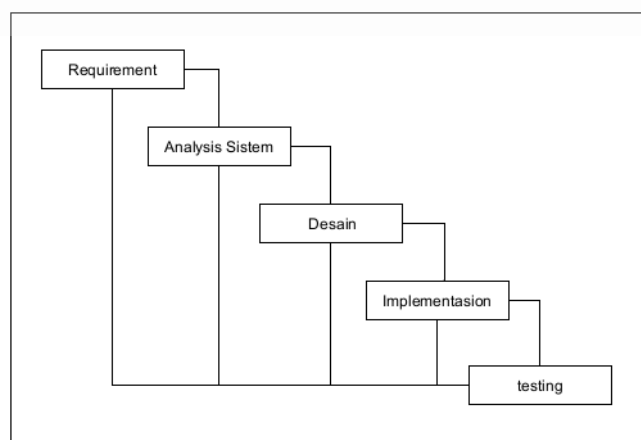 Requirement
Analysis Sistem
Desain
Implementasion
testing